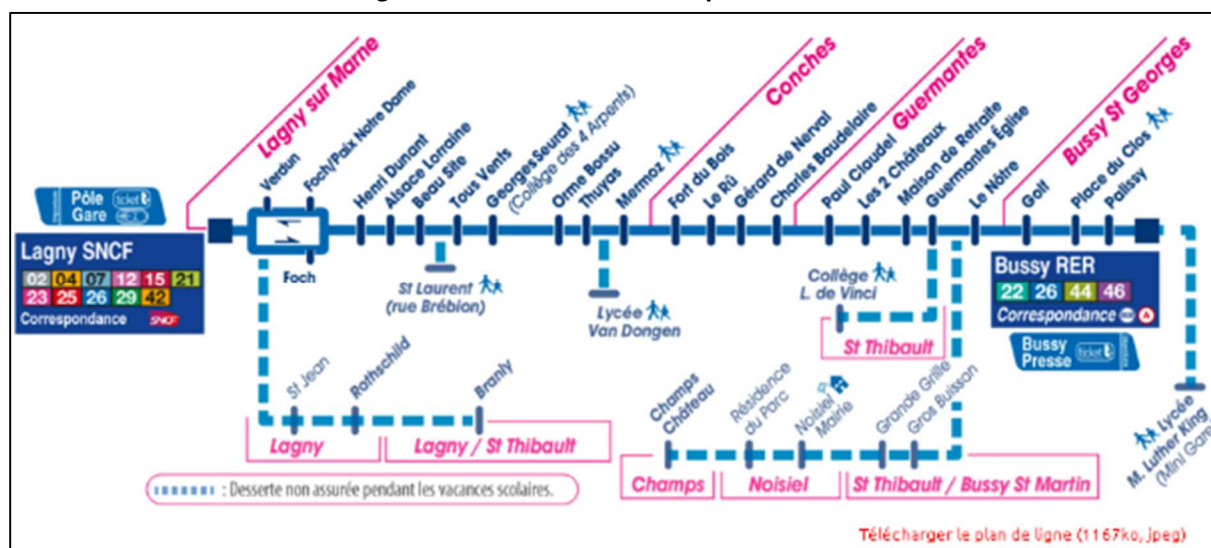 Lagny sur Marne
Conches
Guermantes
Bussy St Georges
Verdun
Foch/Paix Notre Dame
Henri Dunant
Alsace Lorraine
Beau Site
Tous Vents
Georges Seurat
(Collège des 4 Arpents)
Orme Bossu
Thuyas
Mermoz
Fort du Bois
Le Rû
Gérard de Nerval
Charles Baudelaire
Paul Claudel
Les 2 Châteaux
Maison de Retraite
Guermantes Église
Le Nôtre
Golf
Place du Clos
Palissy
Pôle
Gare
ticket t
Lagny SNCF
02 04 07 12 15 21
23 25 26 29 42
Correspondance SNCF
Foch
St Laurent
(rue Brébion)
Lycée
Van Dongen
Collège
L. de Vinci
St Thibault
Bussy RER
22 26 44 46
Correspondance RER A
Bussy
Presse
ticket t
St Jean
Rothschild
Branly
Lagny
Lagny / St Thibault
Champs
Château
Résidence
du Parc
Noisiel
Mairie
Grande Grille
Gros Buisson
Champs
Noisiel
St Thibault / Bussy St Martin
Lycée
M. Luther King
: Desserte non assurée pendant les vacances scolaires.
Télécharger le plan de ligne (1167ko, jpeg)